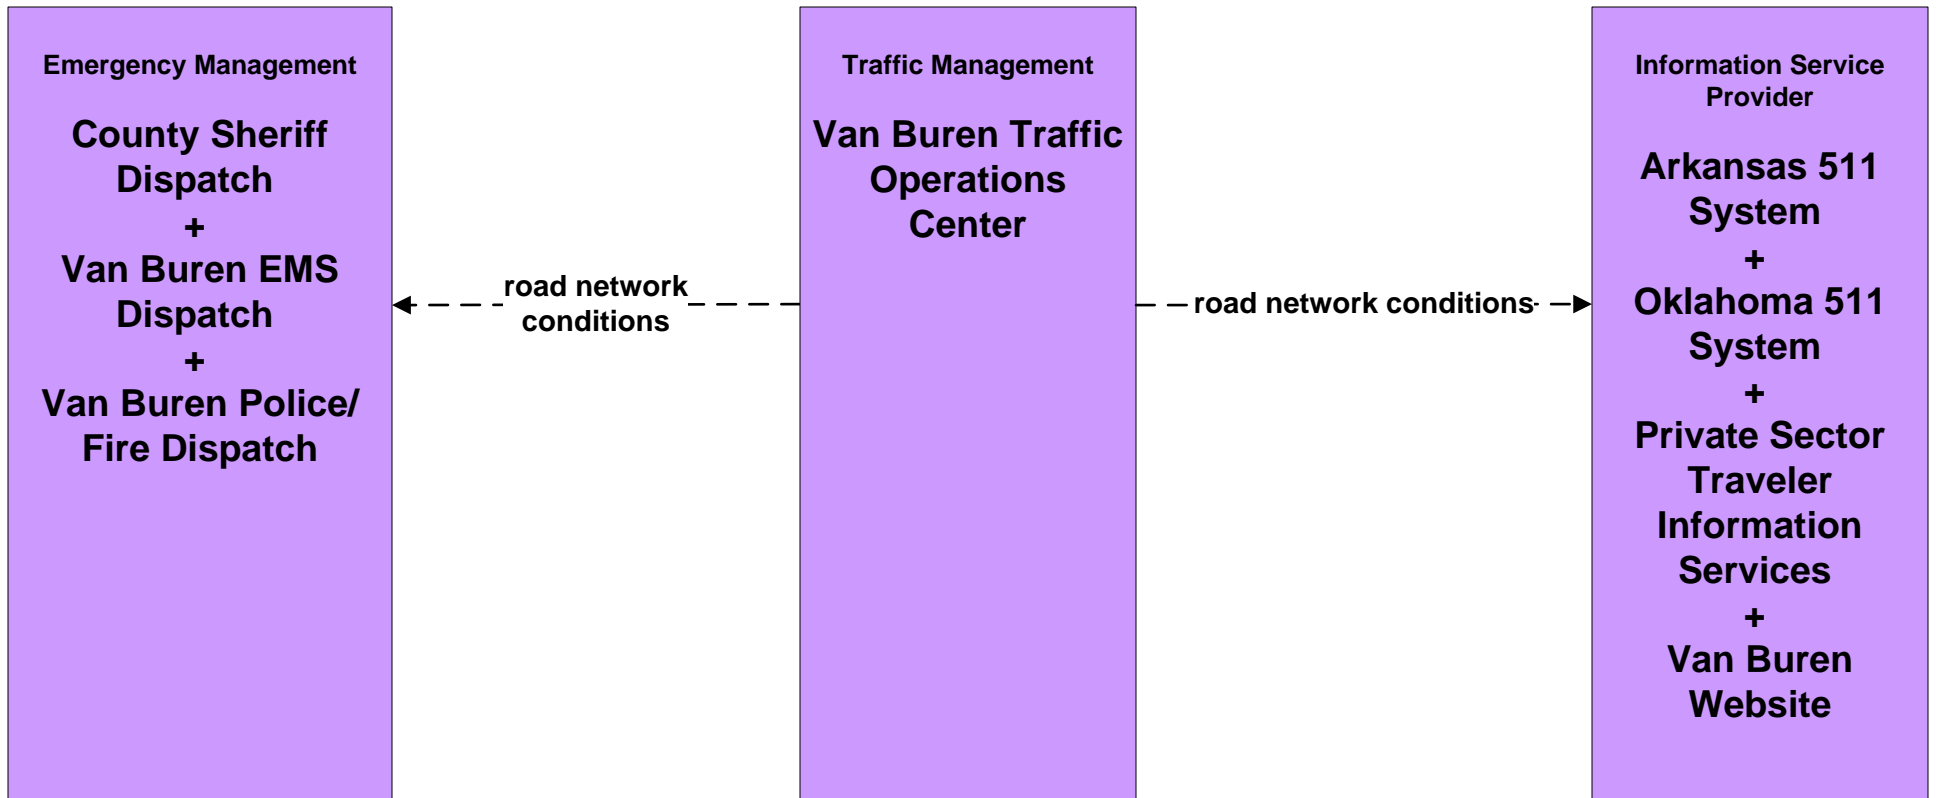 Emergency Management
County Sheriff
Dispatch
+
Van Buren EMS
Dispatch
+
Van Buren Police/
Fire Dispatch
road network
conditions
Traffic Management
Van Buren Traffic
Operations
Center
road network conditions
Information Service
Provider
Arkansas 511
System
+
Oklahoma 511
System
+
Private Sector
Traveler
Information
Services
+
Van Buren
Website